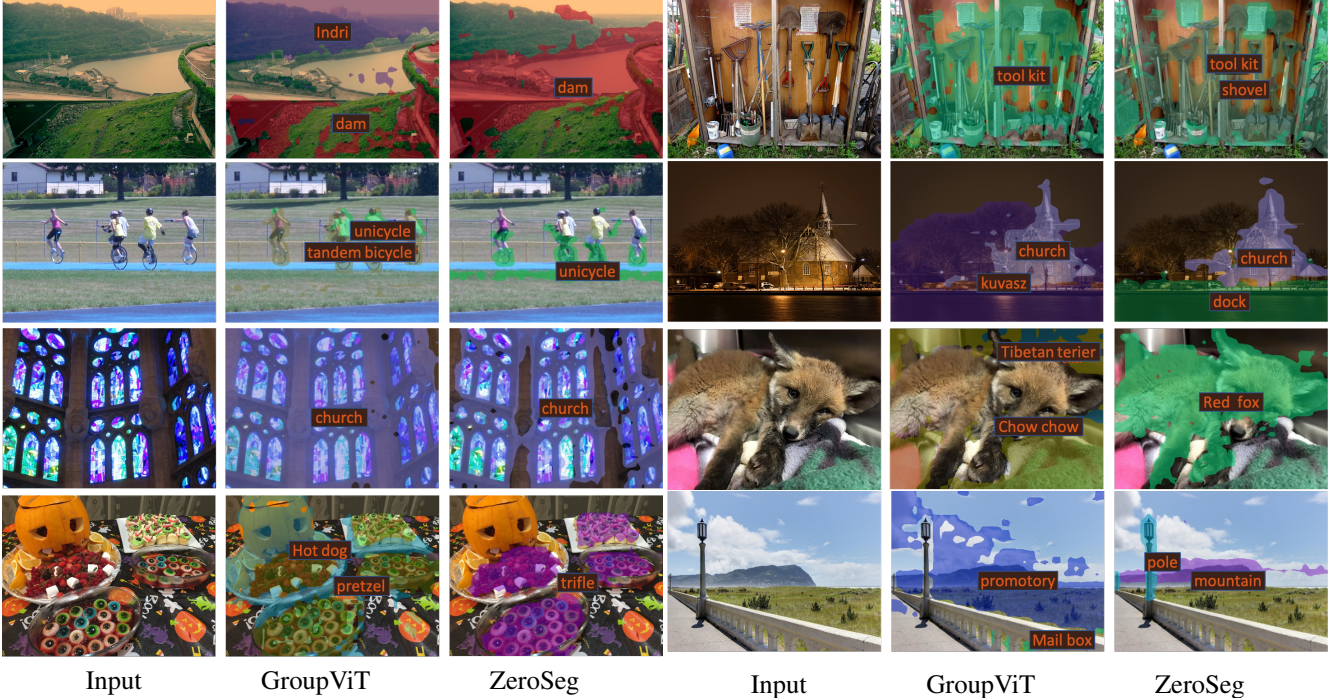 Indri
dam
dam
tool kit
tool kit
shovel
unicycle
tandem bicycle
unicycle
church
kuvasz
church
dock
church
church
Tibetan terier
Chow chow
Red fox
Hot dog
pretzel
trifle
promotory
Mail box
pole
mountain
Input
GroupViT
ZeroSeg
Input
GroupViT
ZeroSeg